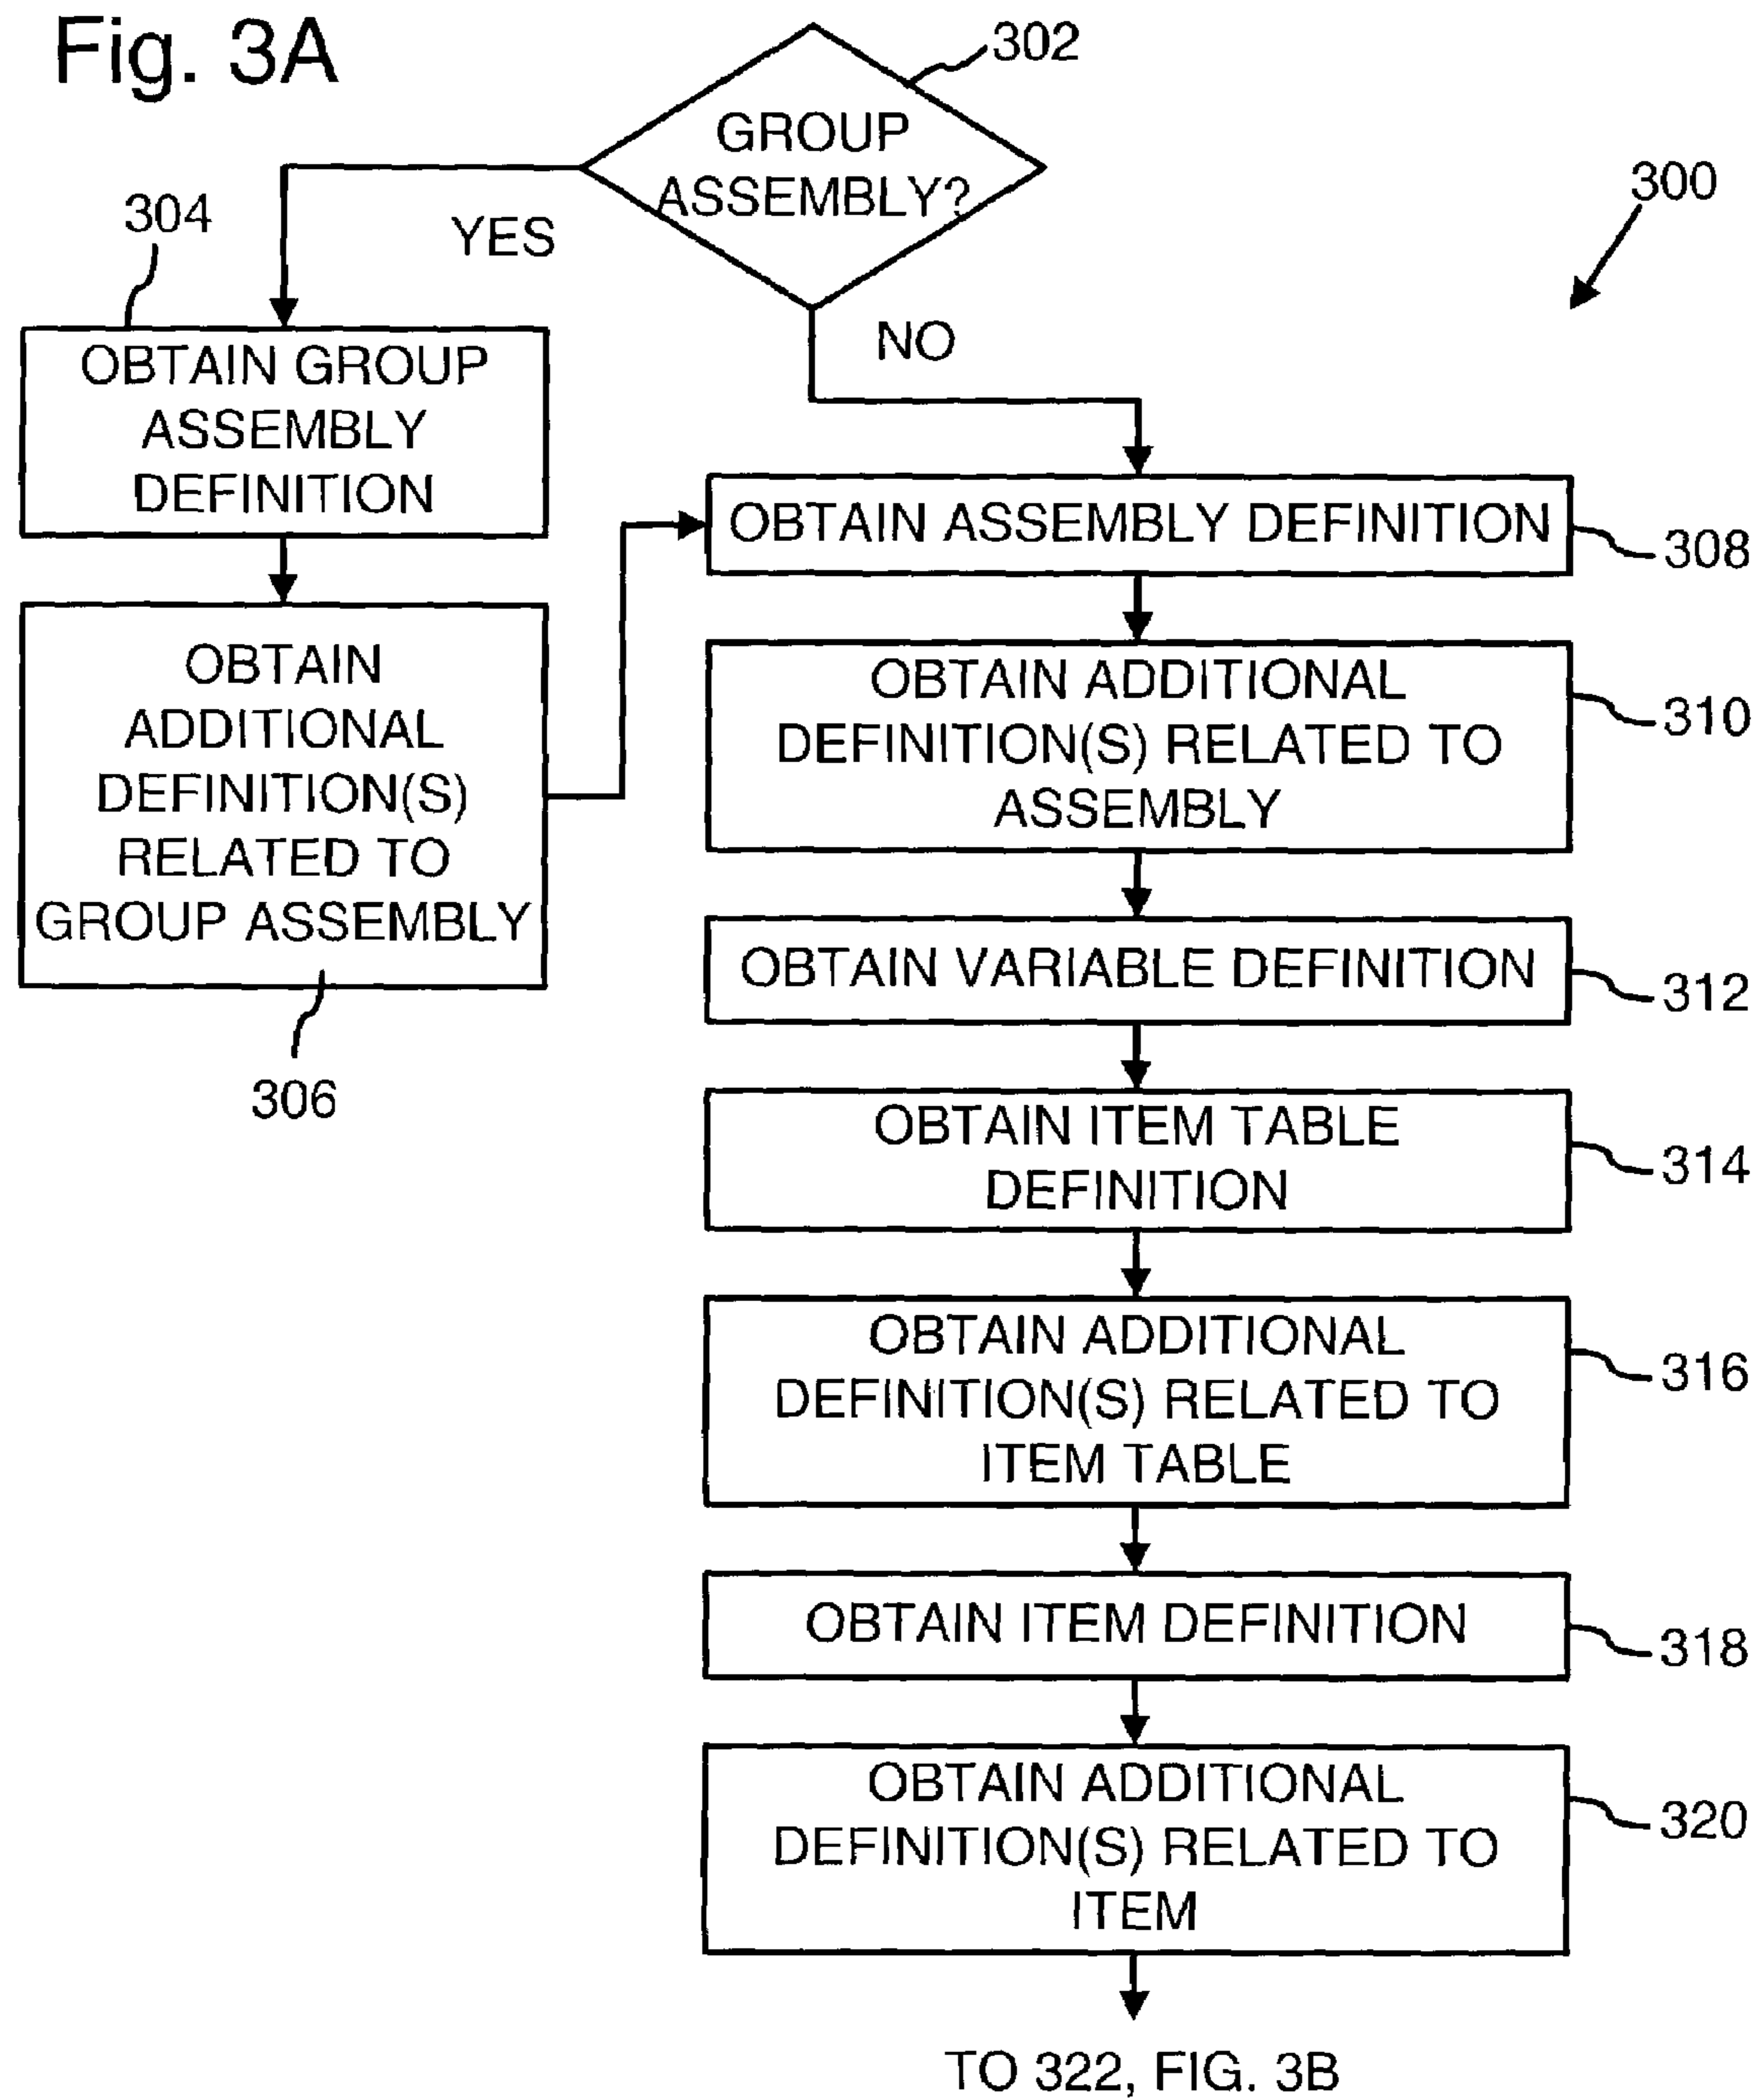 Fig. 3A
302
GROUP
ASSEMBLY?
300
304
YES
NO
OBTAIN GROUP
ASSEMBLY
DEFINITION
OBTAIN ASSEMBLY DEFINITION
308
OBTAIN
ADDITIONAL
DEFINITION(S)
RELATED TO
GROUP ASSEMBLY
306
OBTAIN ADDITIONAL
DEFINITION(S) RELATED TO
ASSEMBLY
310
OBTAIN VARIABLE DEFINITION
312
OBTAIN ITEM TABLE
DEFINITION
314
OBTAIN ADDITIONAL
DEFINITION(S) RELATED TO
ITEM TABLE
316
OBTAIN ITEM DEFINITION
318
OBTAIN ADDITIONAL
DEFINITION(S) RELATED TO
ITEM
320
TO 322, FIG. 3B